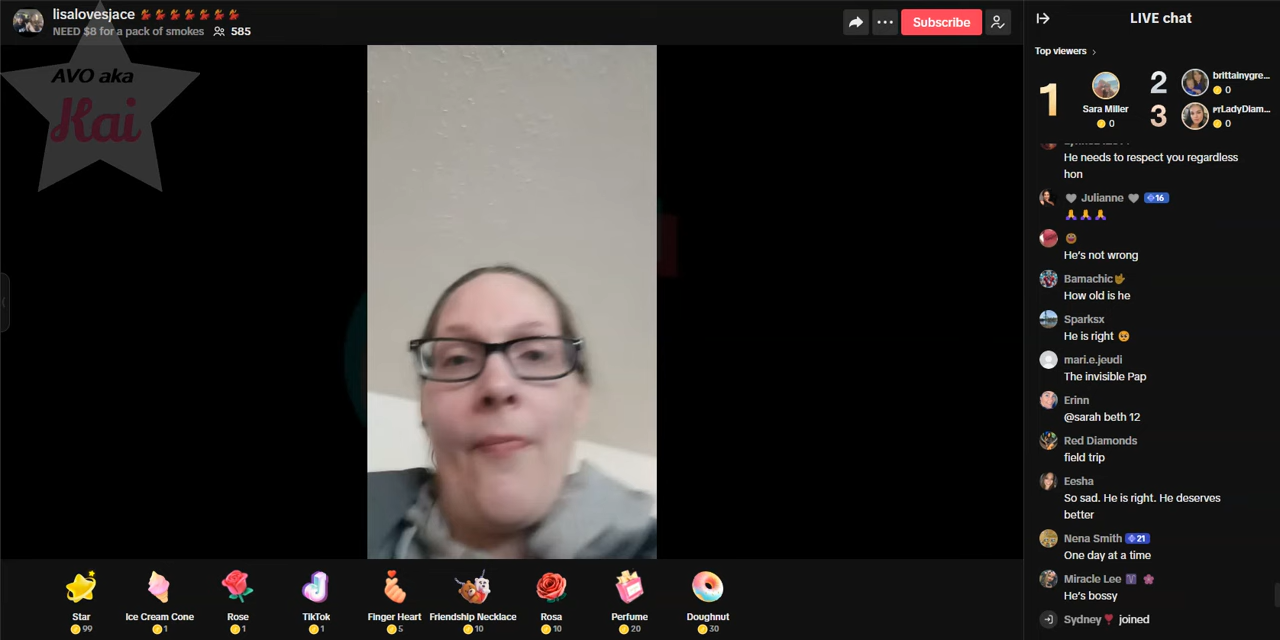 lisalovesjace
NEED $8 for a pack of smokes 585
Subscribe
LIVE chat
AVO aka
Kai
Top viewers
1
Sara Miller
0
2
brittainygre...
0
3
PTLadyDiam...
0
He needs to respect you regardless
hon
Julianne 16
He's not wrong
Bamachic
How old is he
Sparksx
He is right
mari.e.jeudi
The invisible Pap
Erinn
@sarah beth 12
Red Diamonds
field trip
Eesha
So sad. He is right. He deserves
better
Nena Smith 21
One day at a time
Miracle Lee
He's bossy
Sydney joined
Star Ice Cream Cone Rose TikTok Finger Heart Friendship Necklace Rosa Perfume Doughnut
99 1 1 1 5 10 10 20 30